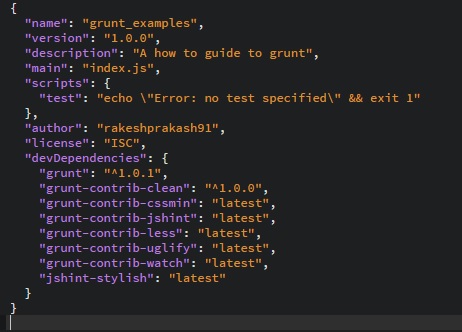 {
  "name": "grunt_examples",
  "version": "1.0.0",
  "description": "A how to guide to grunt",
  "main": "index.js",
  "scripts": {
    "test": "echo \"Error: no test specified\" && exit 1"
  },
  "author": "rakeshprakash91",
  "license": "ISC",
  "devDependencies": {
    "grunt": "^1.0.1",
    "grunt-contrib-clean": "^1.0.0",
    "grunt-contrib-cssmin": "latest",
    "grunt-contrib-jshint": "latest",
    "grunt-contrib-less": "latest",
    "grunt-contrib-uglify": "latest",
    "grunt-contrib-watch": "latest",
    "jshint-stylish": "latest"
  }
}